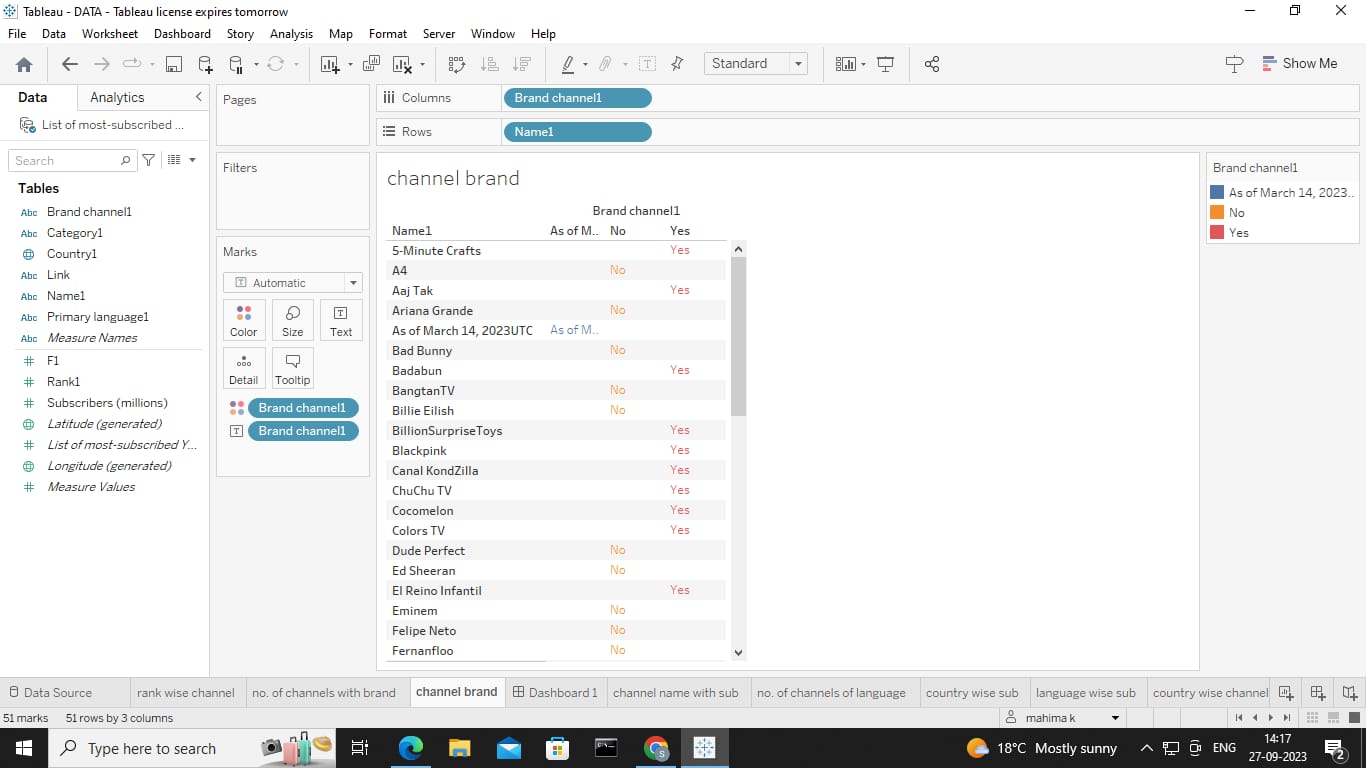 Tableau - DATA - Tableau license expires tomorrow
File Data Worksheet Dashboard Story Analysis Map Format Server Window Help
Standard
Show Me
Data Analytics
List of most-subscribed ...
Search
Tables
Abc Brand channel1
Abc Category1
Country1
Abc Link
Abc Name1
Abc Primary language1
Abc Measure Names
# F1
# Rank1
# Subscribers (millions)
Latitude (generated)
# List of most-subscribed Y...
Longitude (generated)
# Measure Values
Pages
Filters
Marks
T Automatic
Color Size Text
Detail Tooltip
Brand channel1
T Brand channel1
Columns Brand channel1
Rows Name1
channel brand
Brand channel1
Name1 As of M.. No Yes
5-Minute Crafts Yes
A4 No
Aaj Tak Yes
Ariana Grande No
As of March 14, 2023UTC As of M..
Bad Bunny No
Badabun Yes
BangtanTV No
Billie Eilish No
BillionSurpriseToys Yes
Blackpink Yes
Canal KondZilla Yes
ChuChu TV Yes
Cocomelon Yes
Colors TV Yes
Dude Perfect No
Ed Sheeran No
El Reino Infantil Yes
Eminem No
Felipe Neto No
Fernanfloo No
Brand channel1
As of March 14, 2023..
No
Yes
Data Source rank wise channel no. of channels with brand channel brand Dashboard 1 channel name with sub no. of channels of language country wise sub language wise sub country wise channel
51 marks 51 rows by 3 columns mahima k
Type here to search 18°C Mostly sunny ENG 14:17
27-09-2023 2